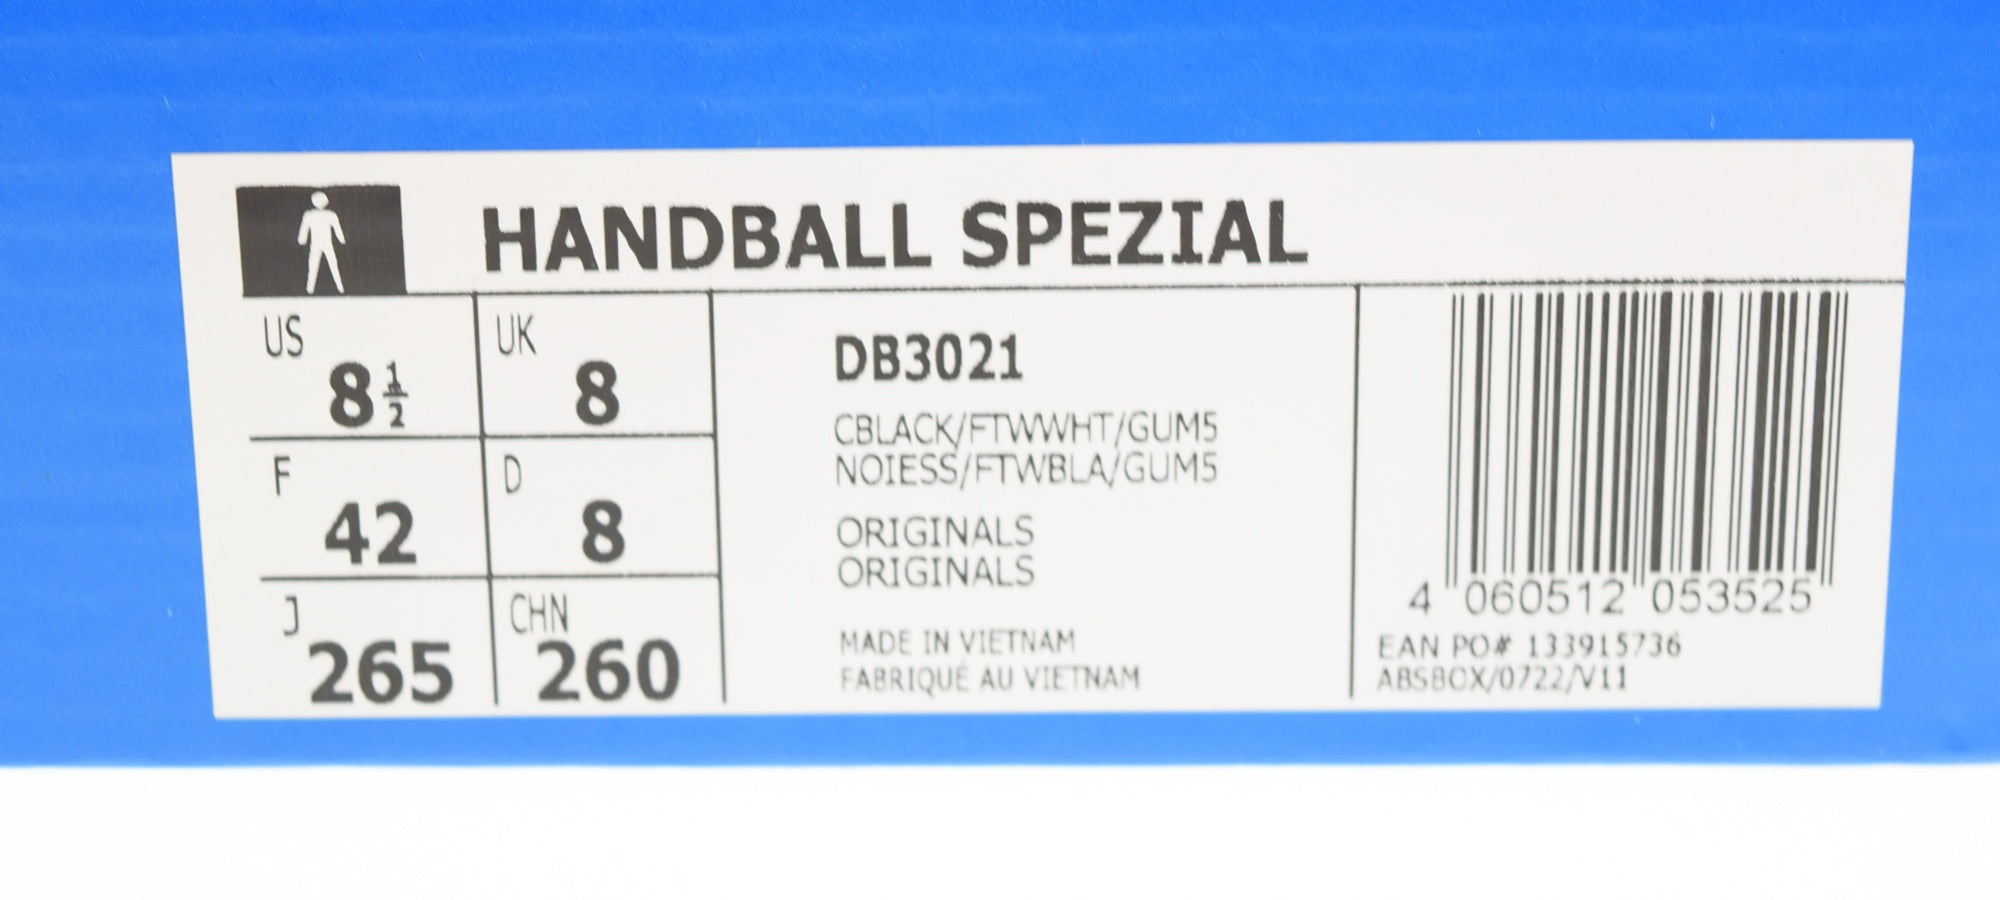 HANDBALL SPEZIAL
US 8 1/2
UK 8
F 42
D 8
J 265
CHN 260
DB3021
CBLACK/FTWWHT/GUM5
NOIESS/FTWBLA/GUM5
ORIGINALS
ORIGINALS
MADE IN VIETNAM
FABRIQUÉ AU VIETNAM
4 060512 053525
EAN PO# 133915736
ABSBOX/0722/V11